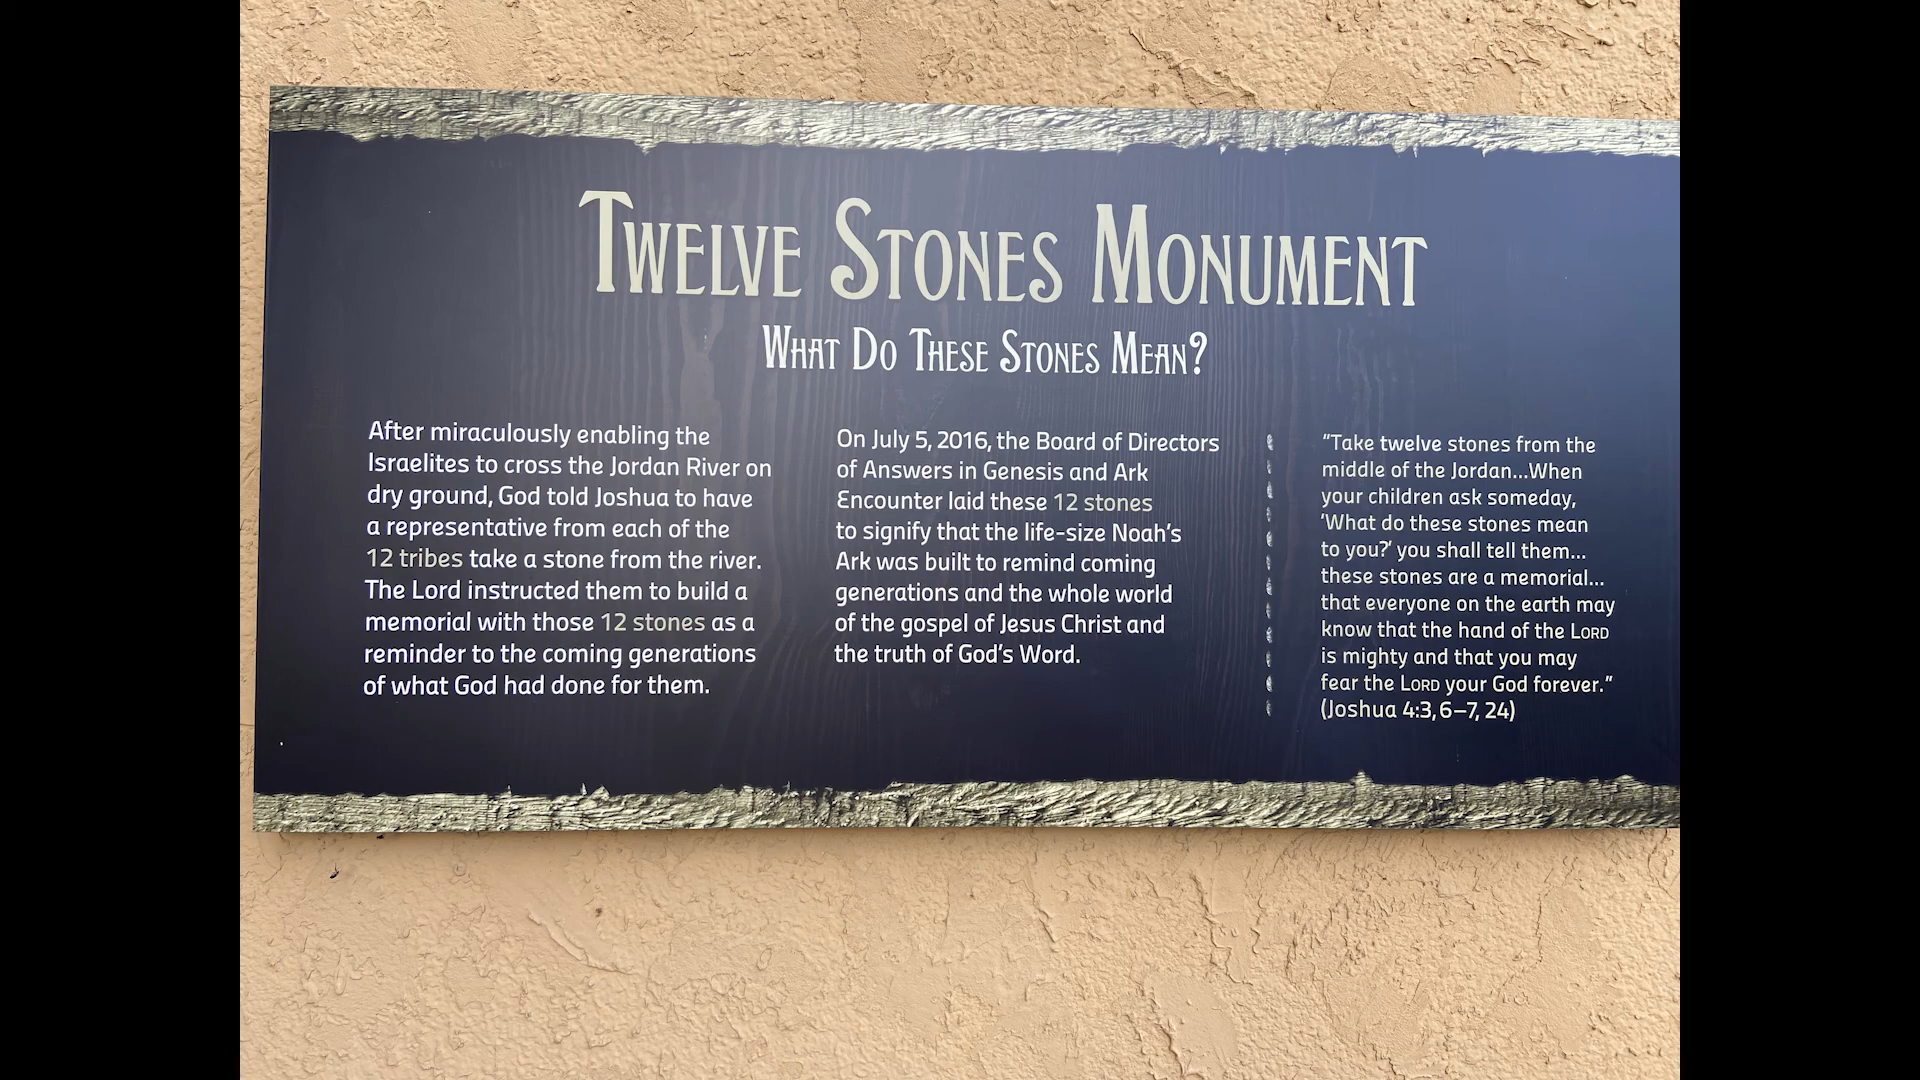 Twelve Stones Monument
What Do These Stones Mean?
After miraculously enabling the
Israelites to cross the Jordan River on
dry ground, God told Joshua to have
a representative from each of the
12 tribes take a stone from the river.
The Lord instructed them to build a
memorial with those 12 stones as a
reminder to the coming generations
of what God had done for them.
On July 5, 2016, the Board of Directors
of Answers in Genesis and Ark
Encounter laid these 12 stones
to signify that the life-size Noah's
Ark was built to remind coming
generations and the whole world
of the gospel of Jesus Christ and
the truth of God's Word.
"Take twelve stones from the
middle of the Jordan...When
your children ask someday,
'What do these stones mean
to you?' you shall tell them...
these stones are a memorial...
that everyone on the earth may
know that the hand of the LORD
is mighty and that you may
fear the LORD your God forever."
(Joshua 4:3, 6–7, 24)